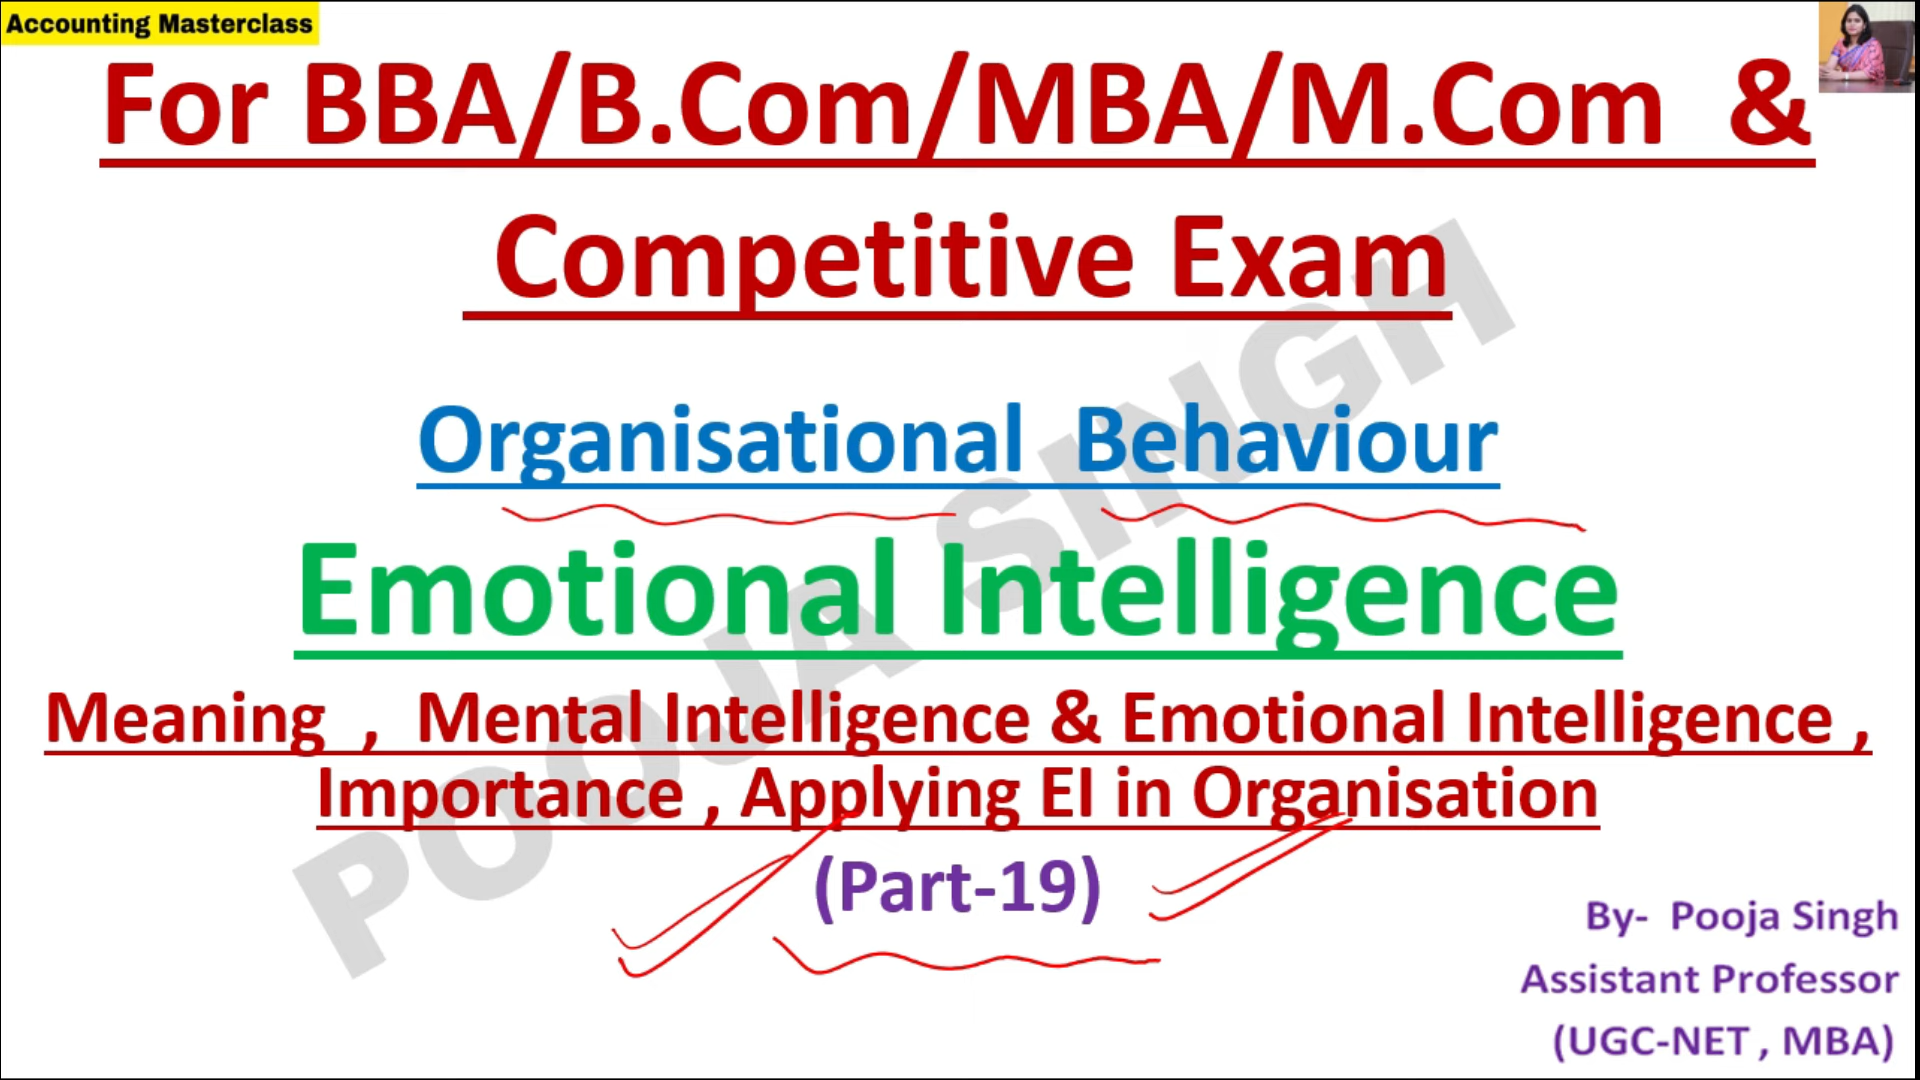 Accounting Masterclass
For BBA/B.Com/MBA/M.Com &
Competitive Exam
Organisational Behaviour
Emotional Intelligence
Meaning , Mental Intelligence & Emotional Intelligence ,
Importance , Applying EI in Organisation
(Part-19)
By- Pooja Singh
Assistant Professor
(UGC-NET , MBA)
POOJA SINGH